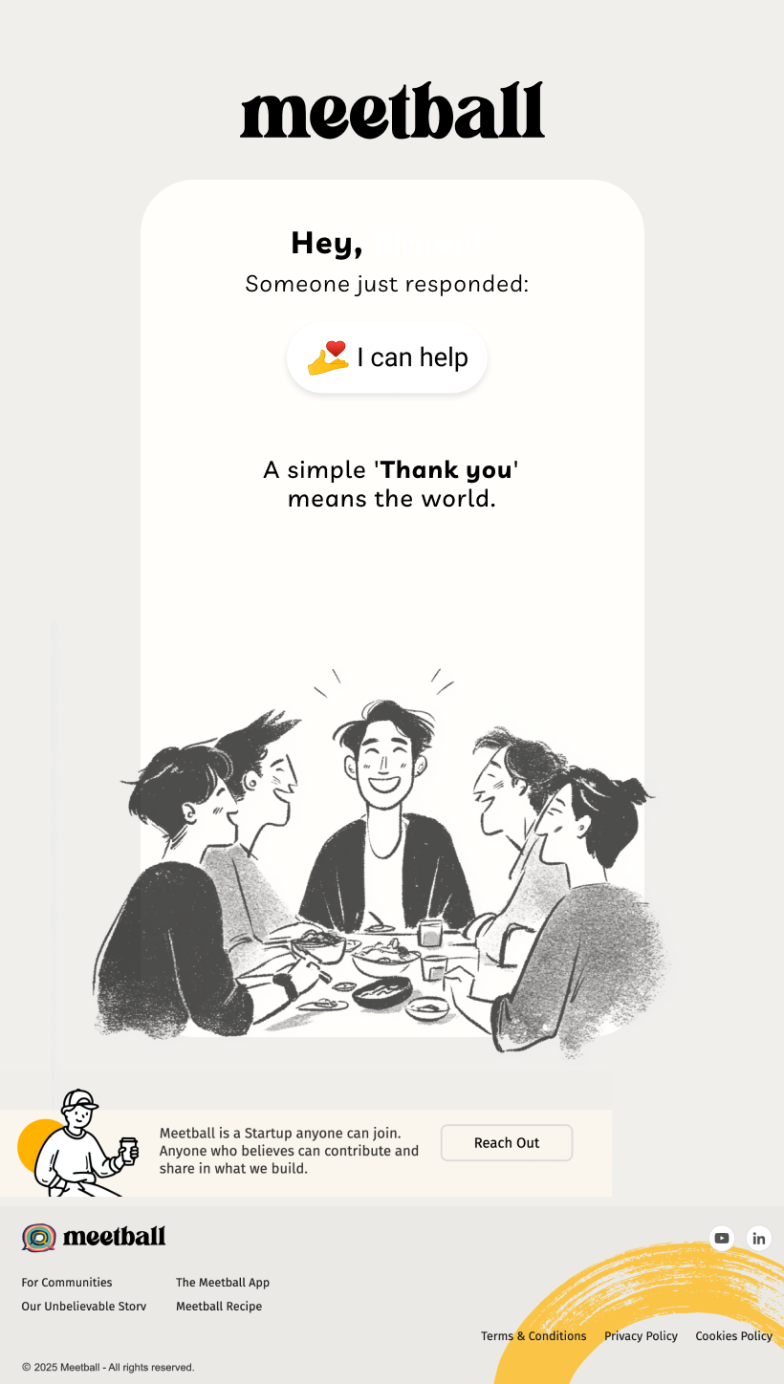 meetball
Hey,
Someone just responded:
I can help
A simple 'Thank you'
means the world.
Meetball is a Startup anyone can join.
Anyone who believes can contribute and
share in what we build.
Reach Out
meetball
For Communities
The Meetball App
Our Unbelievable Story
Meetball Recipe
Terms & Conditions
Privacy Policy
Cookies Policy
© 2025 Meetball - All rights reserved.